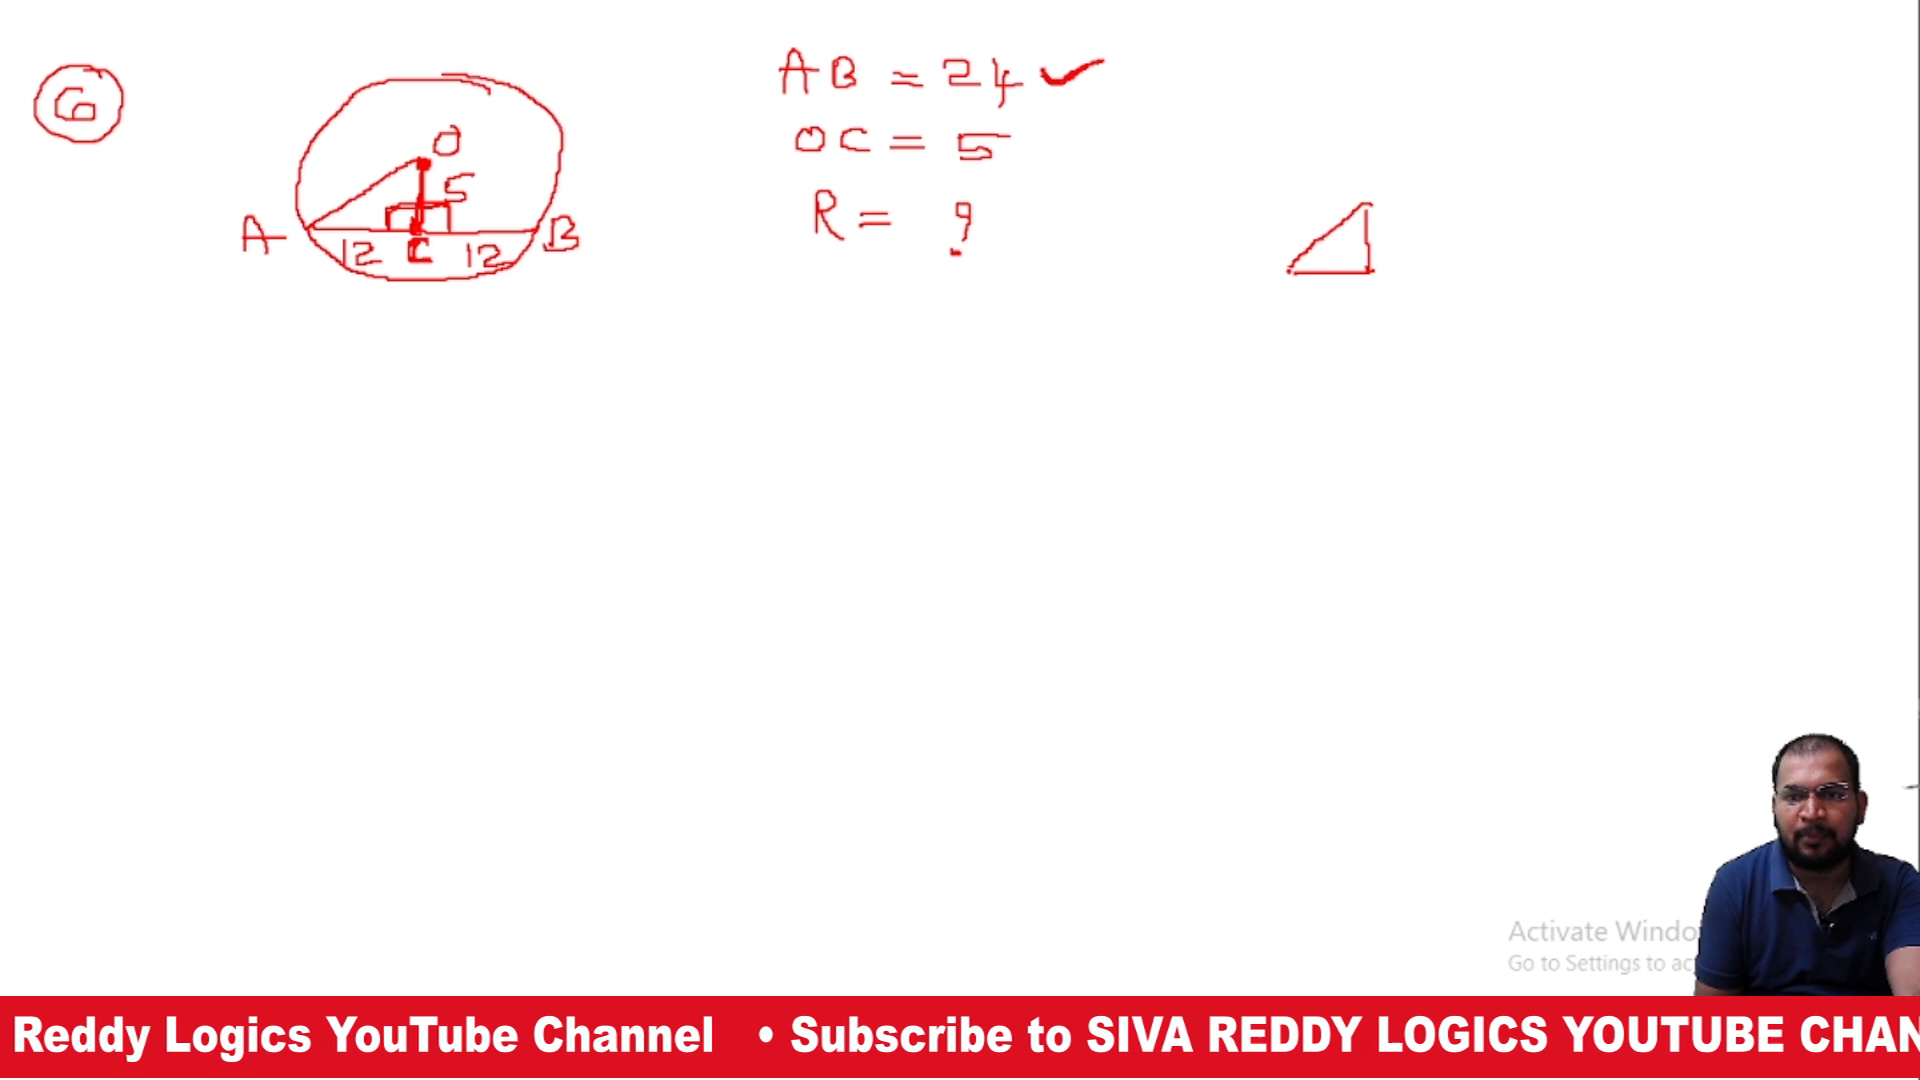 6
AB = 24 ✓
OC = 5
R = ?
O
5
A
12
C
12
B
Activate Windo
Go to Settings to ac
Reddy Logics YouTube Channel • Subscribe to SIVA REDDY LOGICS YOUTUBE CHAN